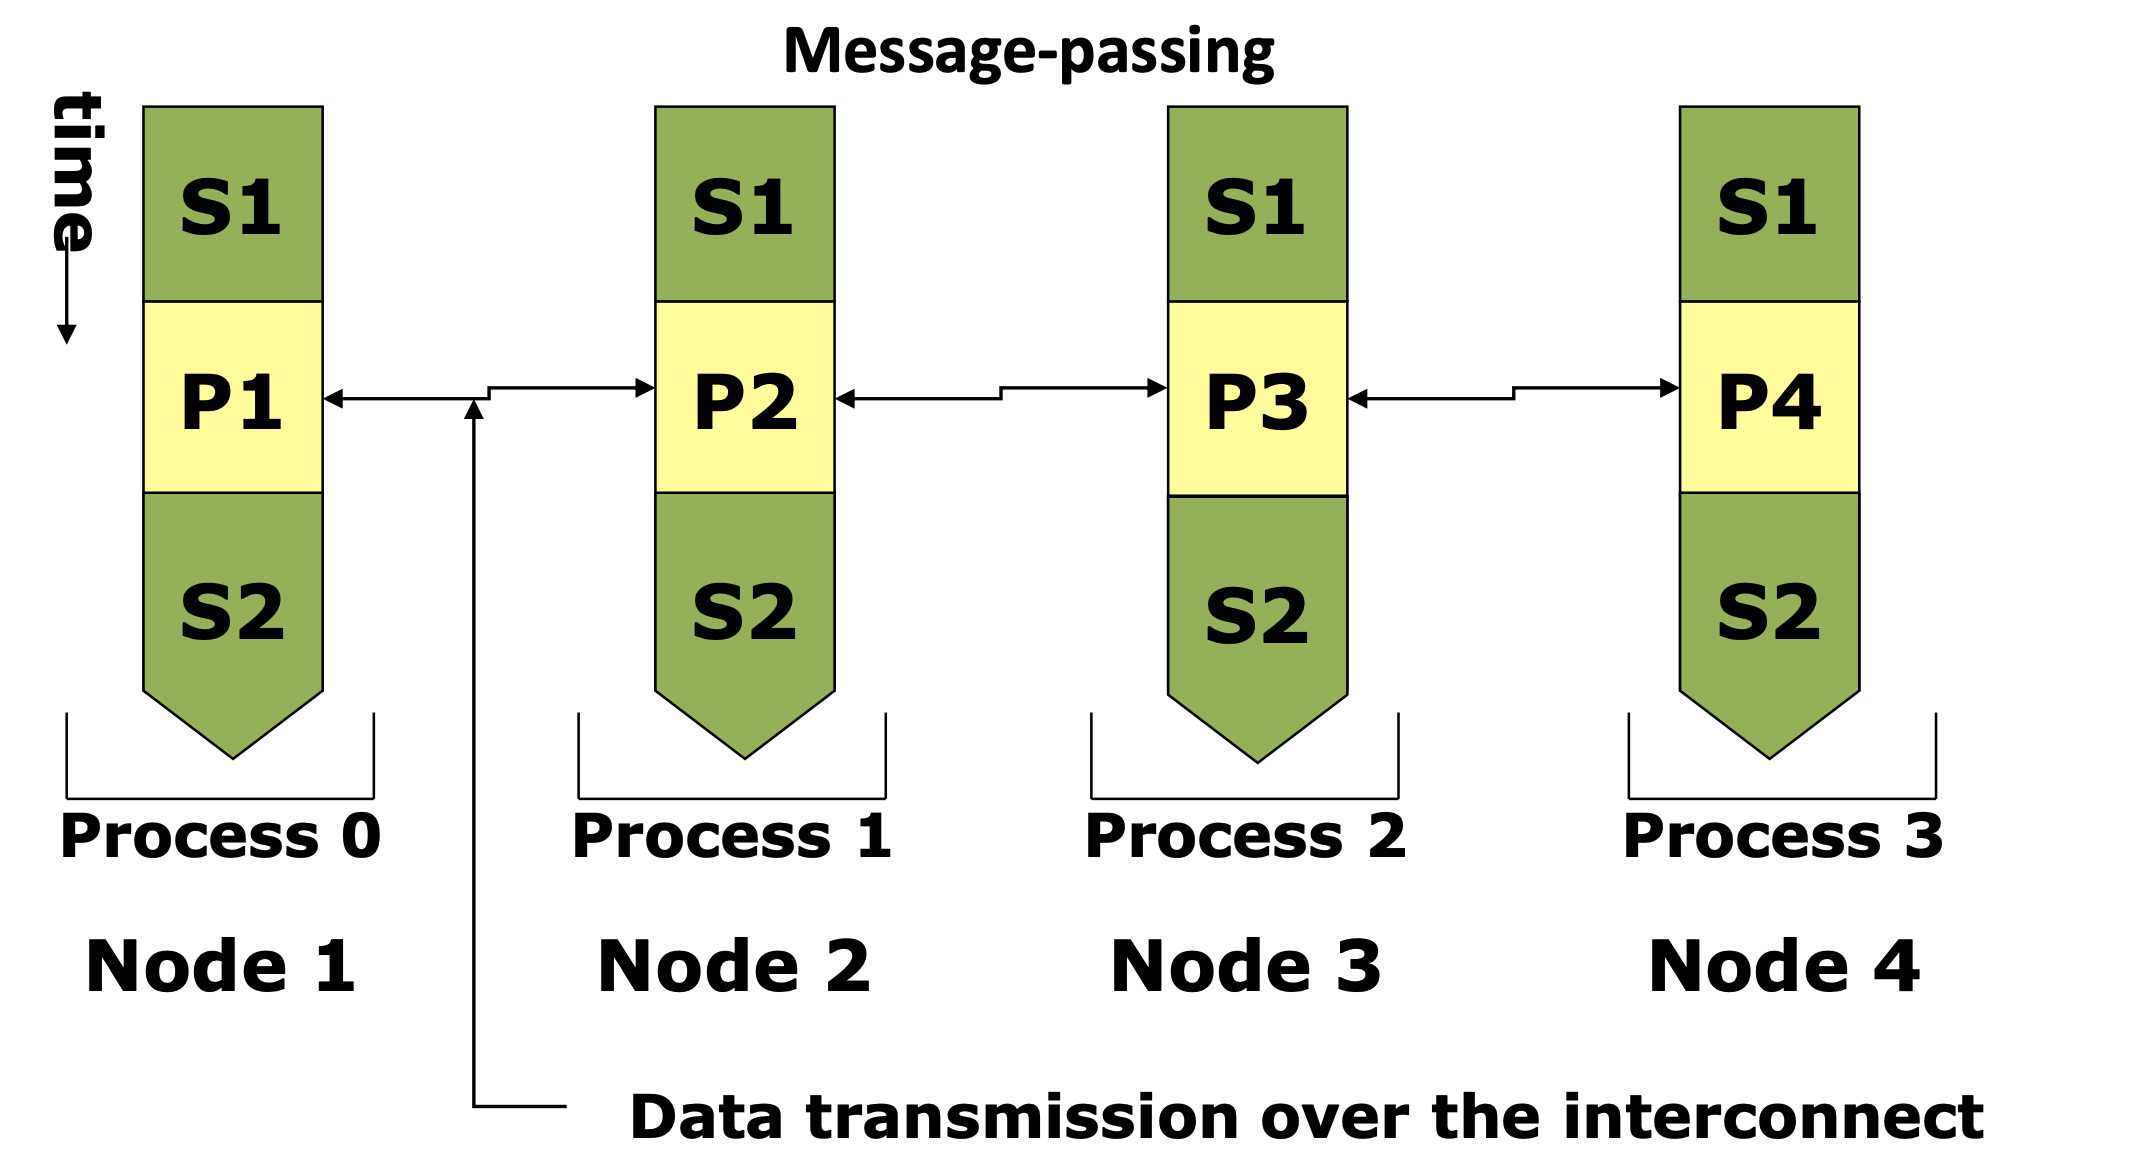 Message-passing
time
S1
S1
S1
S1
P1
P2
P3
P4
S2
S2
S2
S2
Process 0
Process 1
Process 2
Process 3
Node 1
Node 2
Node 3
Node 4
Data transmission over the interconnect